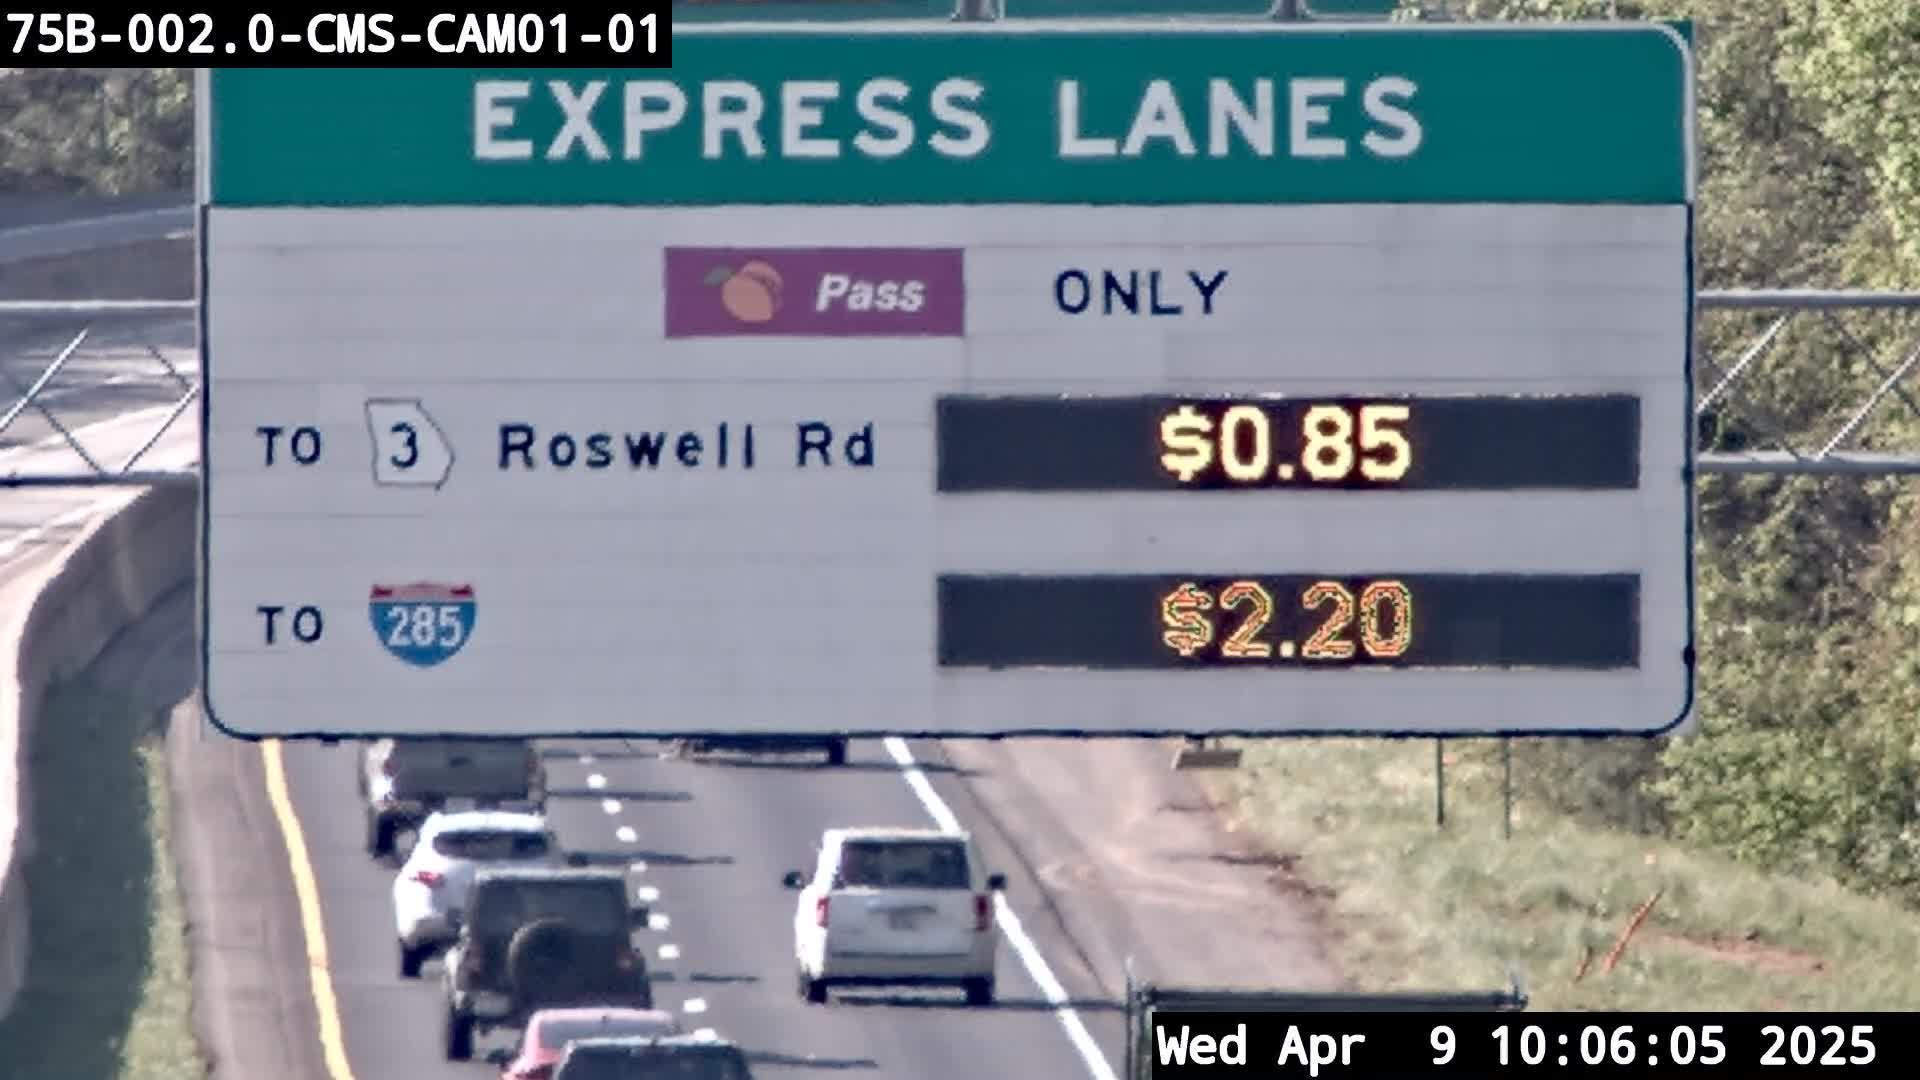 75B-002.0-CMS-CAM01-01
EXPRESS LANES
Pass ONLY
TO 3 Roswell Rd $0.85
TO 285 $2.20
Wed Apr 9 10:06:05 2025